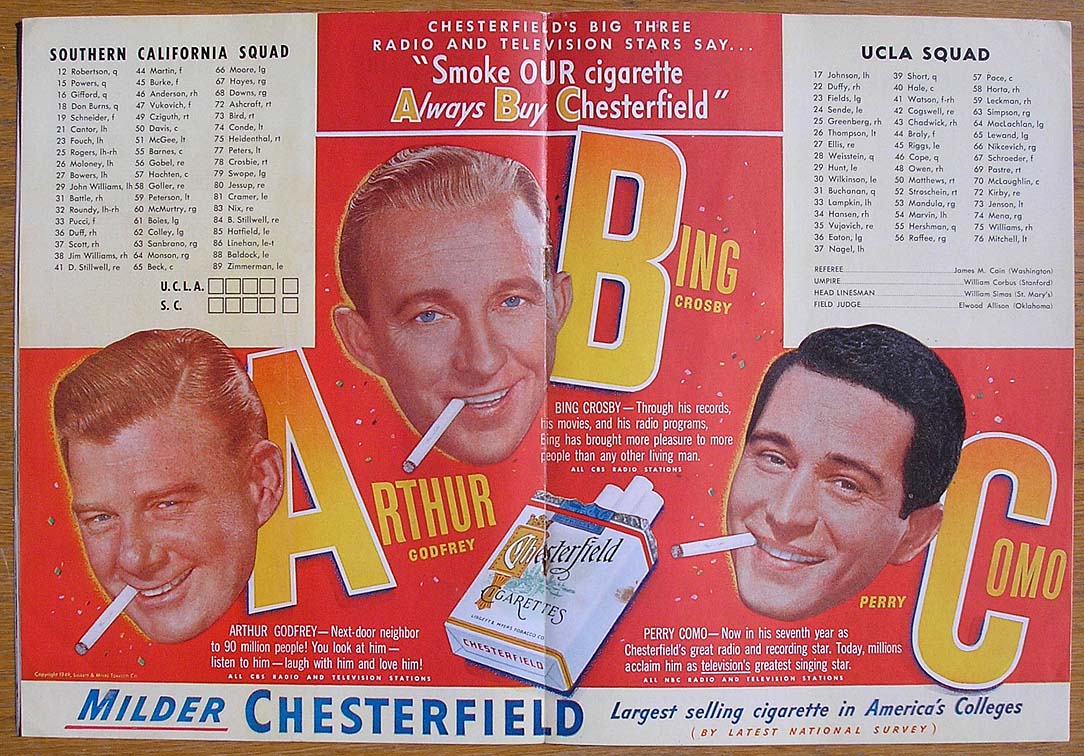 SOUTHERN CALIFORNIA SQUAD
12 Robertson, q
15 Powers, q
16 Gifford, q
18 Don Burns, q
19 Schneider, f
21 Cantor, lh
23 Fouch, lh
25 Rogers, lh-rh
26 Moloney, lh
27 Bowers, lh
29 John Williams, lh
31 Battle, rh
32 Roundy, lh-rh
33 Pucci, f
36 Duff, rh
37 Scott, rh
38 Jim Williams, rh
41 D. Stillwell, re
44 Martin, f
45 Burke, f
46 Anderson, rh
47 Vukovich, f
49 Cziguth, rt
50 Davis, c
51 McGee, lt
55 Barnes, c
56 Gobel, re
57 Hachten, c
58 Goller, re
59 Peterson, lt
60 McMurtry, rg
61 Boies, lg
62 Colley, lg
63 Sanbrano, rg
64 Monson, rg
65 Beck, c
66 Moore, lg
67 Hayes, rg
68 Downs, rg
72 Ashcraft, rt
73 Bird, rt
74 Conde, lt
75 Heidenthal, rt
77 Peters, lt
78 Crosbie, rt
79 Swope, lg
80 Jessup, re
81 Cramer, le
83 Nix, re
84 B. Stillwell, re
85 Hatfield, le
86 Linehan, le-t
88 Baldock, le
89 Zimmerman, le
U.C.L.A.
S. C.
CHESTERFIELD'S BIG THREE
RADIO AND TELEVISION STARS SAY...
"Smoke OUR cigarette
Always Buy Chesterfield"
UCLA SQUAD
17 Johnson, lh
22 Duffy, rh
23 Fields, lg
24 Sende, le
25 Greenberg, rh
26 Thompson, lt
27 Ellis, re
28 Weisstein, q
29 Hunt, le
30 Wilkinson, le
31 Buchanan, q
33 Lampkin, lh
34 Hansen, rh
35 Vujovich, re
36 Eaton, lg
37 Nagel, lh
39 Short, q
40 Hale, c
41 Watson, f-rh
42 Cogswell, re
43 Chadwick, rh
44 Braly, f
45 Riggs, le
46 Cope, q
48 Owen, rh
50 Matthews, rt
52 Stroschein, rt
53 Mandula, rg
54 Marvin, lh
55 Hershman, q
56 Raffee, rg
57 Pace, c
58 Horta, rh
59 Leckman, rh
63 Simpson, rg
64 MacLachlan, lg
65 Lewand, lg
66 Nikcevich, rg
67 Schroeder, f
69 Pastre, rt
70 McLaughlin, c
72 Kirby, re
73 Jenson, lt
74 Mena, rg
75 Williams, rh
76 Mitchell, lt
REFEREE James M. Cain (Washington)
UMPIRE William Corbus (Stanford)
HEAD LINESMAN William Simas (St. Mary's)
FIELD JUDGE Elwood Allison (Oklahoma)
BING
CROSBY
BING CROSBY—Through his records,
his movies, and his radio programs,
Bing has brought more pleasure to more
people than any other living man.
ALL CBS RADIO STATIONS
ARTHUR
GODFREY
ARTHUR GODFREY—Next-door neighbor
to 90 million people! You look at him—
listen to him—laugh with him and love him!
ALL CBS RADIO AND TELEVISION STATIONS
Chesterfield
CIGARETTES
LIGGETT & MYERS TOBACCO CO.
CHESTERFIELD
PERRY
COMO
PERRY COMO—Now in his seventh year as
Chesterfield's great radio and recording star. Today, millions
acclaim him as television's greatest singing star.
ALL NBC RADIO AND TELEVISION STATIONS
Copyright 1949, Liggett & Myers Tobacco Co.
MILDER CHESTERFIELD
Largest selling cigarette in America's Colleges
(BY LATEST NATIONAL SURVEY)